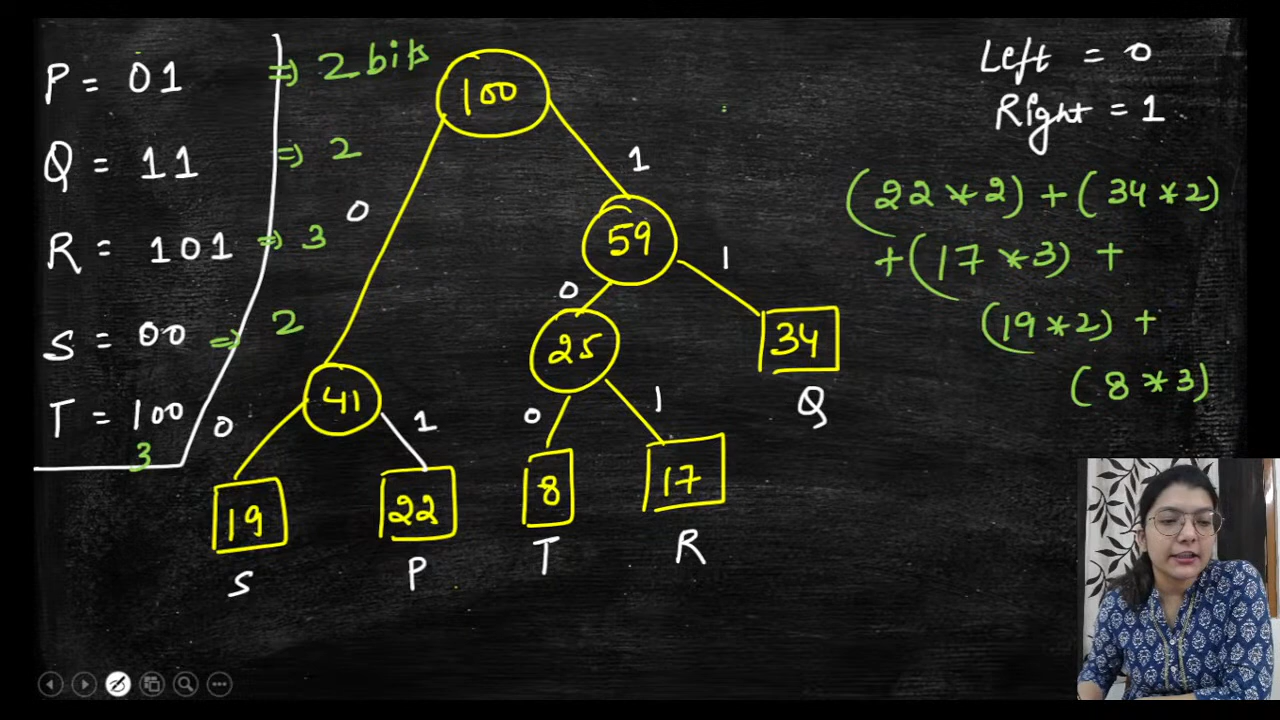 P = 01 => 2 bits
Q = 11 => 2
R = 101 => 3
S = 00 => 2
T = 100
3
100
0
1
59
0
1
41
25
34
Q
0
1
0
1
19
22
8
17
S
P
T
R
Left = 0
Right = 1
(22*2) + (34*2)
+ (17*3) +
(19*2) +
(8*3)